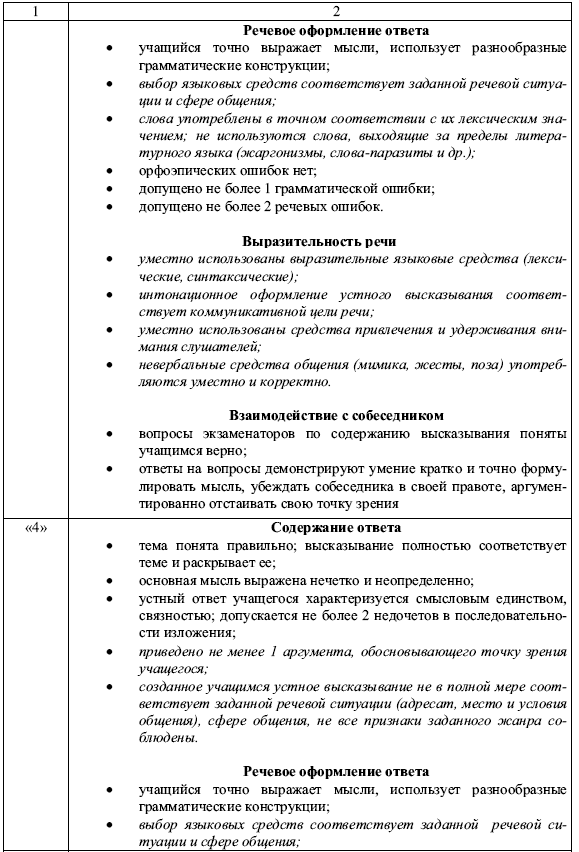 1 2
Речевое оформление ответа
• учащийся точно выражает мысли, использует разнообразные
грамматические конструкции;
• выбор языковых средств соответствует заданной речевой ситуа-
ции и сфере общения;
• слова употреблены в точном соответствии с их лексическим зна-
чением; не используются слова, выходящие за пределы литера-
турного языка (жаргонизмы, слова-паразиты и др.);
• орфоэпических ошибок нет;
• допущено не более 1 грамматической ошибки;
• допущено не более 2 речевых ошибок.
Выразительность речи
• уместно использованы выразительные языковые средства (лекси-
ческие, синтаксические);
• интонационное оформление устного высказывания соответ-
ствует коммуникативной цели речи;
• уместно использованы средства привлечения и удерживания вни-
мания слушателей;
• невербальные средства общения (мимика, жесты, поза) употреб-
ляются уместно и корректно.
Взаимодействие с собеседником
• вопросы экзаменаторов по содержанию высказывания поняты
учащимся верно;
• ответы на вопросы демонстрируют умение кратко и точно форму-
лировать мысль, убеждать собеседника в своей правоте, аргумен-
тированно отстаивать свою точку зрения
«4» Содержание ответа
• тема понята правильно; высказывание полностью соответствует
теме и раскрывает ее;
• основная мысль выражена нечетко и неопределенно;
• устный ответ учащегося характеризуется смысловым единством,
связностью; допускается не более 2 недочетов в последовательно-
сти изложения;
• приведено не менее 1 аргумента, обосновывающего точку зрения
учащегося;
• созданное учащимся устное высказывание не в полной мере соот-
ветствует заданной речевой ситуации (адресат, место и условия
общения), сфере общения, не все признаки заданного жанра со-
блюдены.
Речевое оформление ответа
• учащийся точно выражает мысли, использует разнообразные
грамматические конструкции;
• выбор языковых средств соответствует заданной речевой си-
туации и сфере общения;